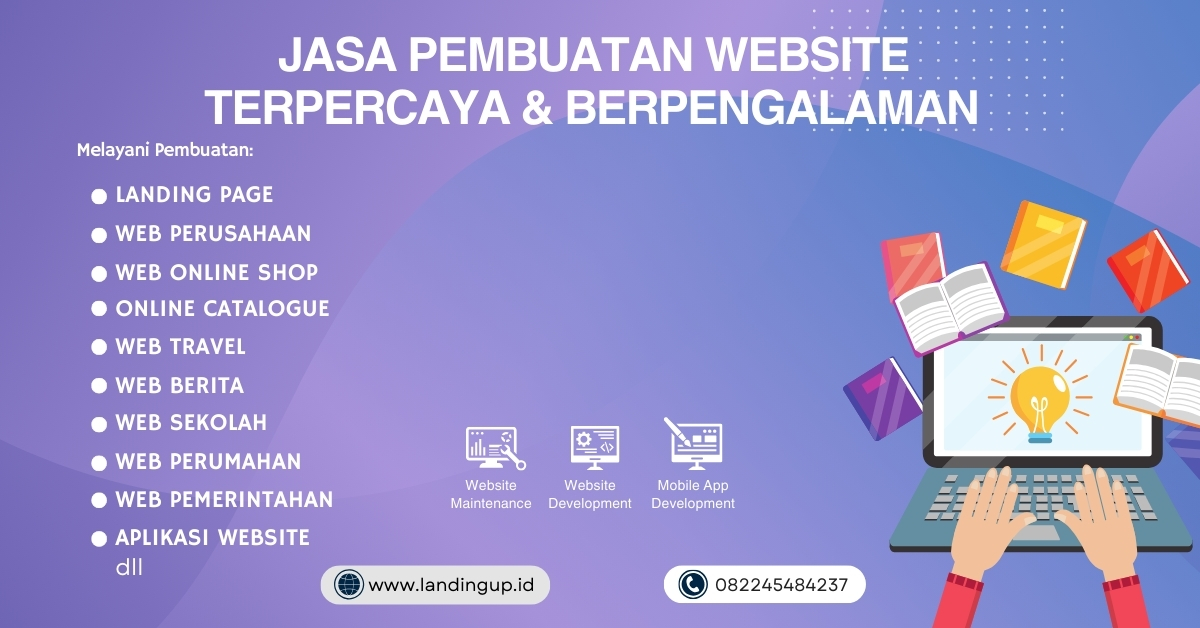 JASA PEMBUATAN WEBSITE
TERPERCAYA & BERPENGALAMAN
Melayani Pembuatan:
LANDING PAGE
WEB PERUSAHAAN
WEB ONLINE SHOP
ONLINE CATALOGUE
WEB TRAVEL
WEB BERITA
WEB SEKOLAH
WEB PERUMAHAN
WEB PEMERINTAHAN
APLIKASI WEBSITE
dll
Website
Maintenance
Website
Development
Mobile App
Development
www.landingup.id
082245484237